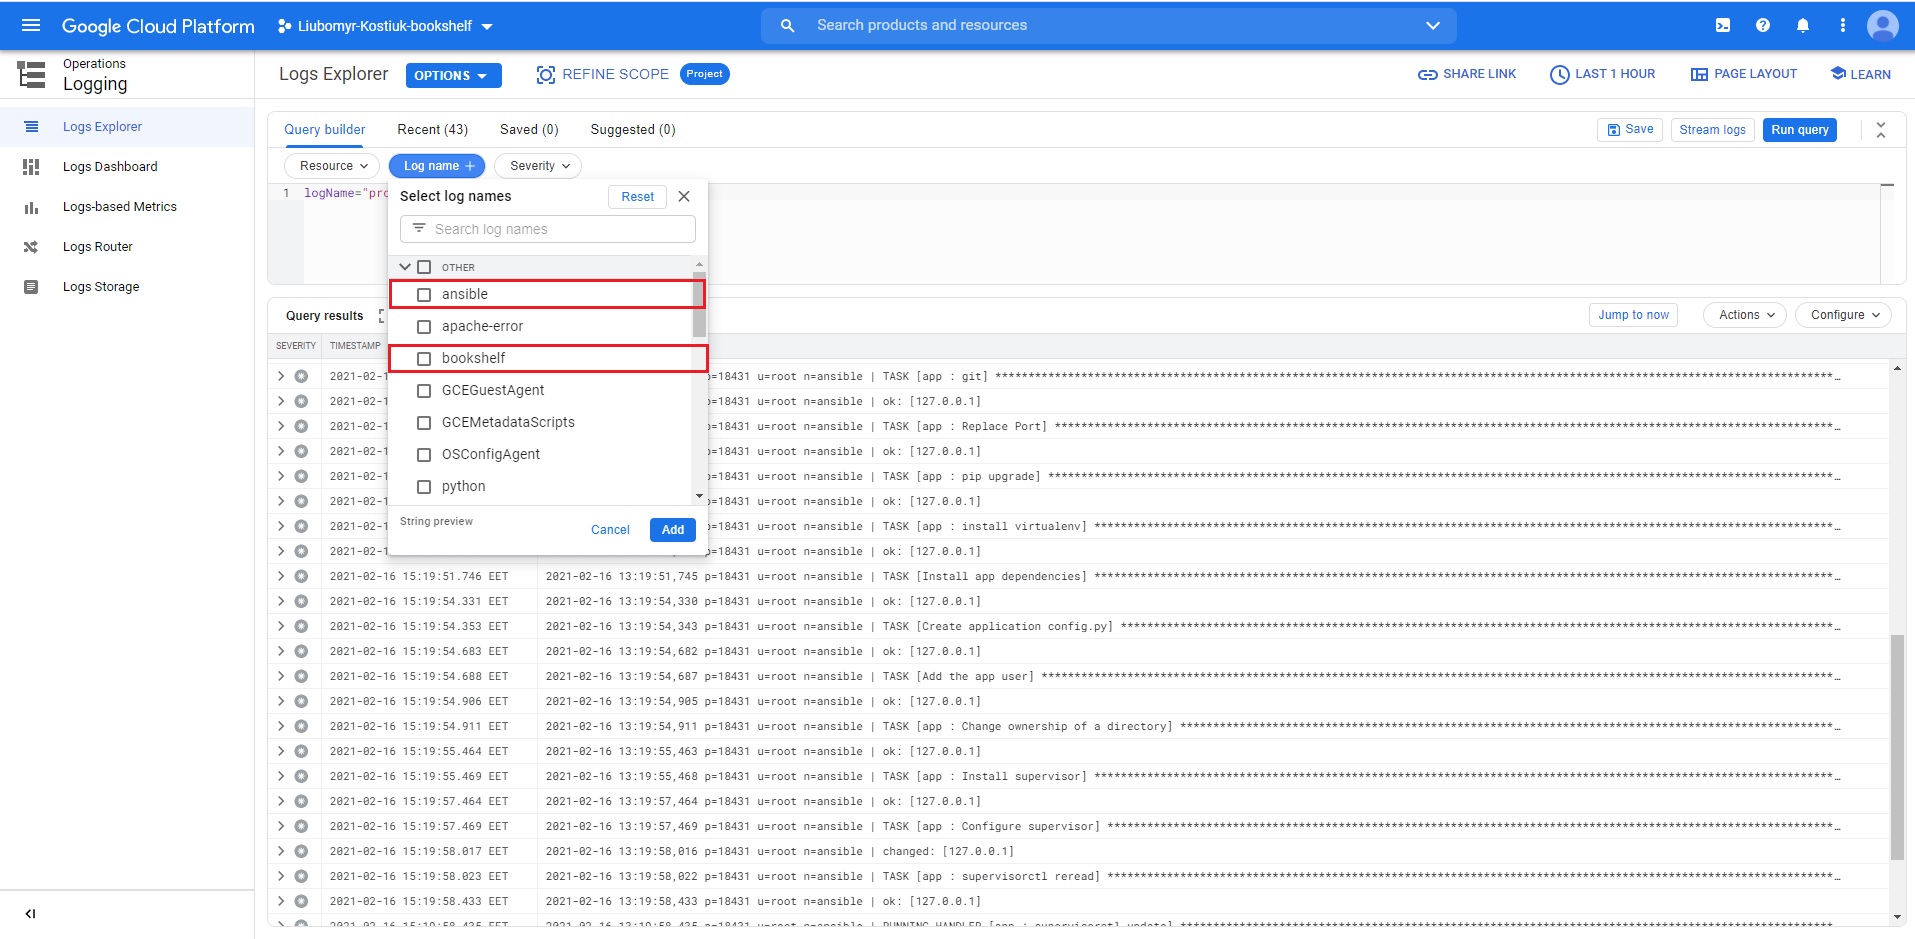 Google Cloud Platform
Liubomyr-Kostiuk-bookshelf
Search products and resources
Operations
Logging
Logs Explorer
OPTIONS
REFINE SCOPE
Project
SHARE LINK
LAST 1 HOUR
PAGE LAYOUT
LEARN
Logs Explorer
Logs Dashboard
Logs-based Metrics
Logs Router
Logs Storage
Query builder
Recent (43)
Saved (0)
Suggested (0)
Save
Stream logs
Run query
Resource
Log name
Severity
1 logName="pro
Select log names
Reset
Search log names
OTHER
ansible
apache-error
bookshelf
GCEGuestAgent
GCEMetadataScripts
OSConfigAgent
python
String preview
Cancel
Add
Query results
Jump to now
Actions
Configure
SEVERITY TIMESTAMP
2021-02-1 p=18431 u=root n=ansible | TASK [app : git] ****…
2021-02-1 p=18431 u=root n=ansible | ok: [127.0.0.1]
2021-02-1 p=18431 u=root n=ansible | TASK [app : Replace Port] ****…
2021-02-1 p=18431 u=root n=ansible | ok: [127.0.0.1]
2021-02-1 p=18431 u=root n=ansible | TASK [app : pip upgrade] ****…
2021-02-1 p=18431 u=root n=ansible | ok: [127.0.0.1]
2021-02-1 p=18431 u=root n=ansible | TASK [app : install virtualenv] ****…
2021-02-1 p=18431 u=root n=ansible | ok: [127.0.0.1]
2021-02-16 15:19:51.746 EET 2021-02-16 13:19:51,745 p=18431 u=root n=ansible | TASK [Install app dependencies] ****…
2021-02-16 15:19:54.331 EET 2021-02-16 13:19:54,330 p=18431 u=root n=ansible | ok: [127.0.0.1]
2021-02-16 15:19:54.353 EET 2021-02-16 13:19:54,343 p=18431 u=root n=ansible | TASK [Create application config.py] ****…
2021-02-16 15:19:54.683 EET 2021-02-16 13:19:54,682 p=18431 u=root n=ansible | ok: [127.0.0.1]
2021-02-16 15:19:54.688 EET 2021-02-16 13:19:54,687 p=18431 u=root n=ansible | TASK [Add the app user] ****…
2021-02-16 15:19:54.906 EET 2021-02-16 13:19:54,905 p=18431 u=root n=ansible | ok: [127.0.0.1]
2021-02-16 15:19:54.911 EET 2021-02-16 13:19:54,911 p=18431 u=root n=ansible | TASK [app : Change ownership of a directory] ****…
2021-02-16 15:19:55.464 EET 2021-02-16 13:19:55,463 p=18431 u=root n=ansible | ok: [127.0.0.1]
2021-02-16 15:19:55.469 EET 2021-02-16 13:19:55,468 p=18431 u=root n=ansible | TASK [app : Install supervisor] ****…
2021-02-16 15:19:57.464 EET 2021-02-16 13:19:57,464 p=18431 u=root n=ansible | ok: [127.0.0.1]
2021-02-16 15:19:57.469 EET 2021-02-16 13:19:57,469 p=18431 u=root n=ansible | TASK [app : Configure supervisor] ****…
2021-02-16 15:19:58.017 EET 2021-02-16 13:19:58,016 p=18431 u=root n=ansible | changed: [127.0.0.1]
2021-02-16 15:19:58.023 EET 2021-02-16 13:19:58,022 p=18431 u=root n=ansible | TASK [app : supervisorctl reread] ****…
2021-02-16 15:19:58.433 EET 2021-02-16 13:19:58,433 p=18431 u=root n=ansible | ok: [127.0.0.1]
2021-02-16 15:19:58.435 EET 2021-02-16 13:19:58,435 p=18431 u=root n=ansible | RUNNING HANDLER [app : supervisorctl update] ****…